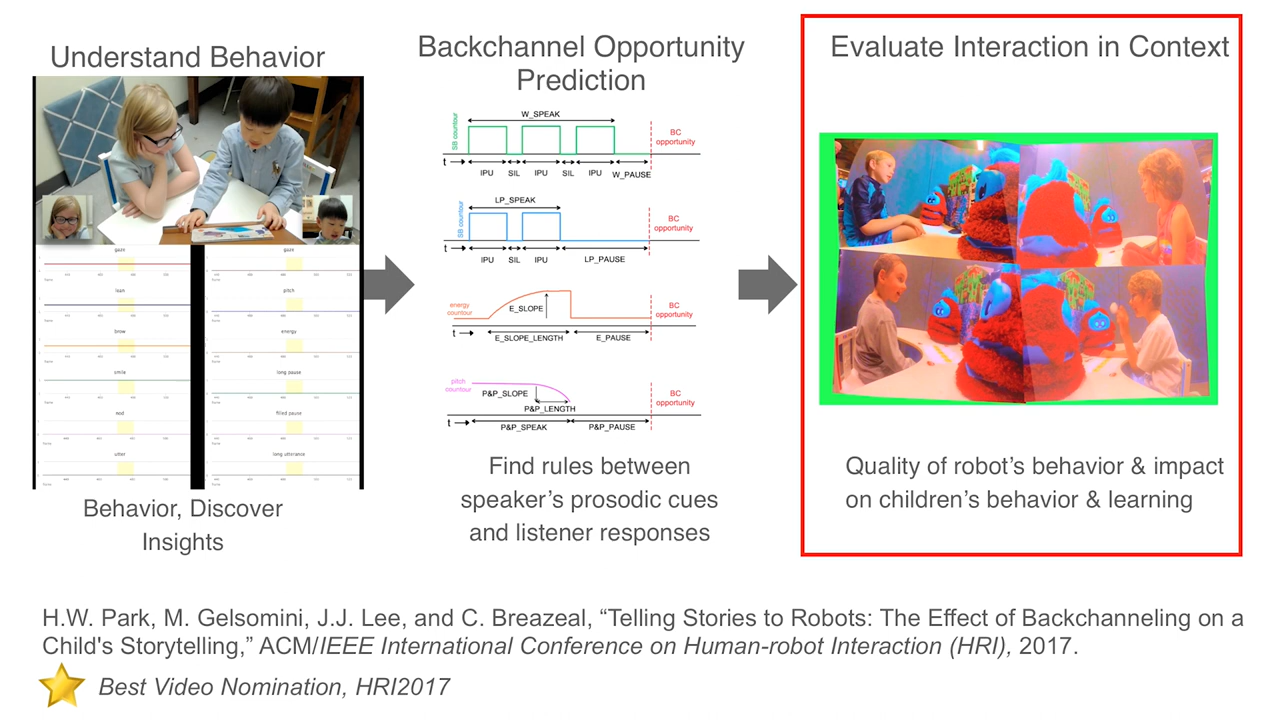 Understand Behavior
gaze
gaze
lean
pitch
brow
energy
smile
long pause
nod
filled pause
utter
long utterance
Behavior, Discover
Insights
Backchannel Opportunity
Prediction
SB countour
W_SPEAK
BC
opportunity
t
IPU SIL IPU SIL IPU W_PAUSE
SB countour
LP_SPEAK
BC
opportunity
t
IPU SIL IPU LP_PAUSE
energy
countour
E_SLOPE
BC
opportunity
t
E_SLOPE_LENGTH E_PAUSE
pitch
countour
P&P_SLOPE
P&P_LENGTH
BC
opportunity
t
P&P_SPEAK P&P_PAUSE
Find rules between
speaker’s prosodic cues
and listener responses
Evaluate Interaction in Context
Quality of robot’s behavior & impact
on children’s behavior & learning
H.W. Park, M. Gelsomini, J.J. Lee, and C. Breazeal, “Telling Stories to Robots: The Effect of Backchanneling on a
Child's Storytelling,” ACM/IEEE International Conference on Human-robot Interaction (HRI), 2017.
Best Video Nomination, HRI2017